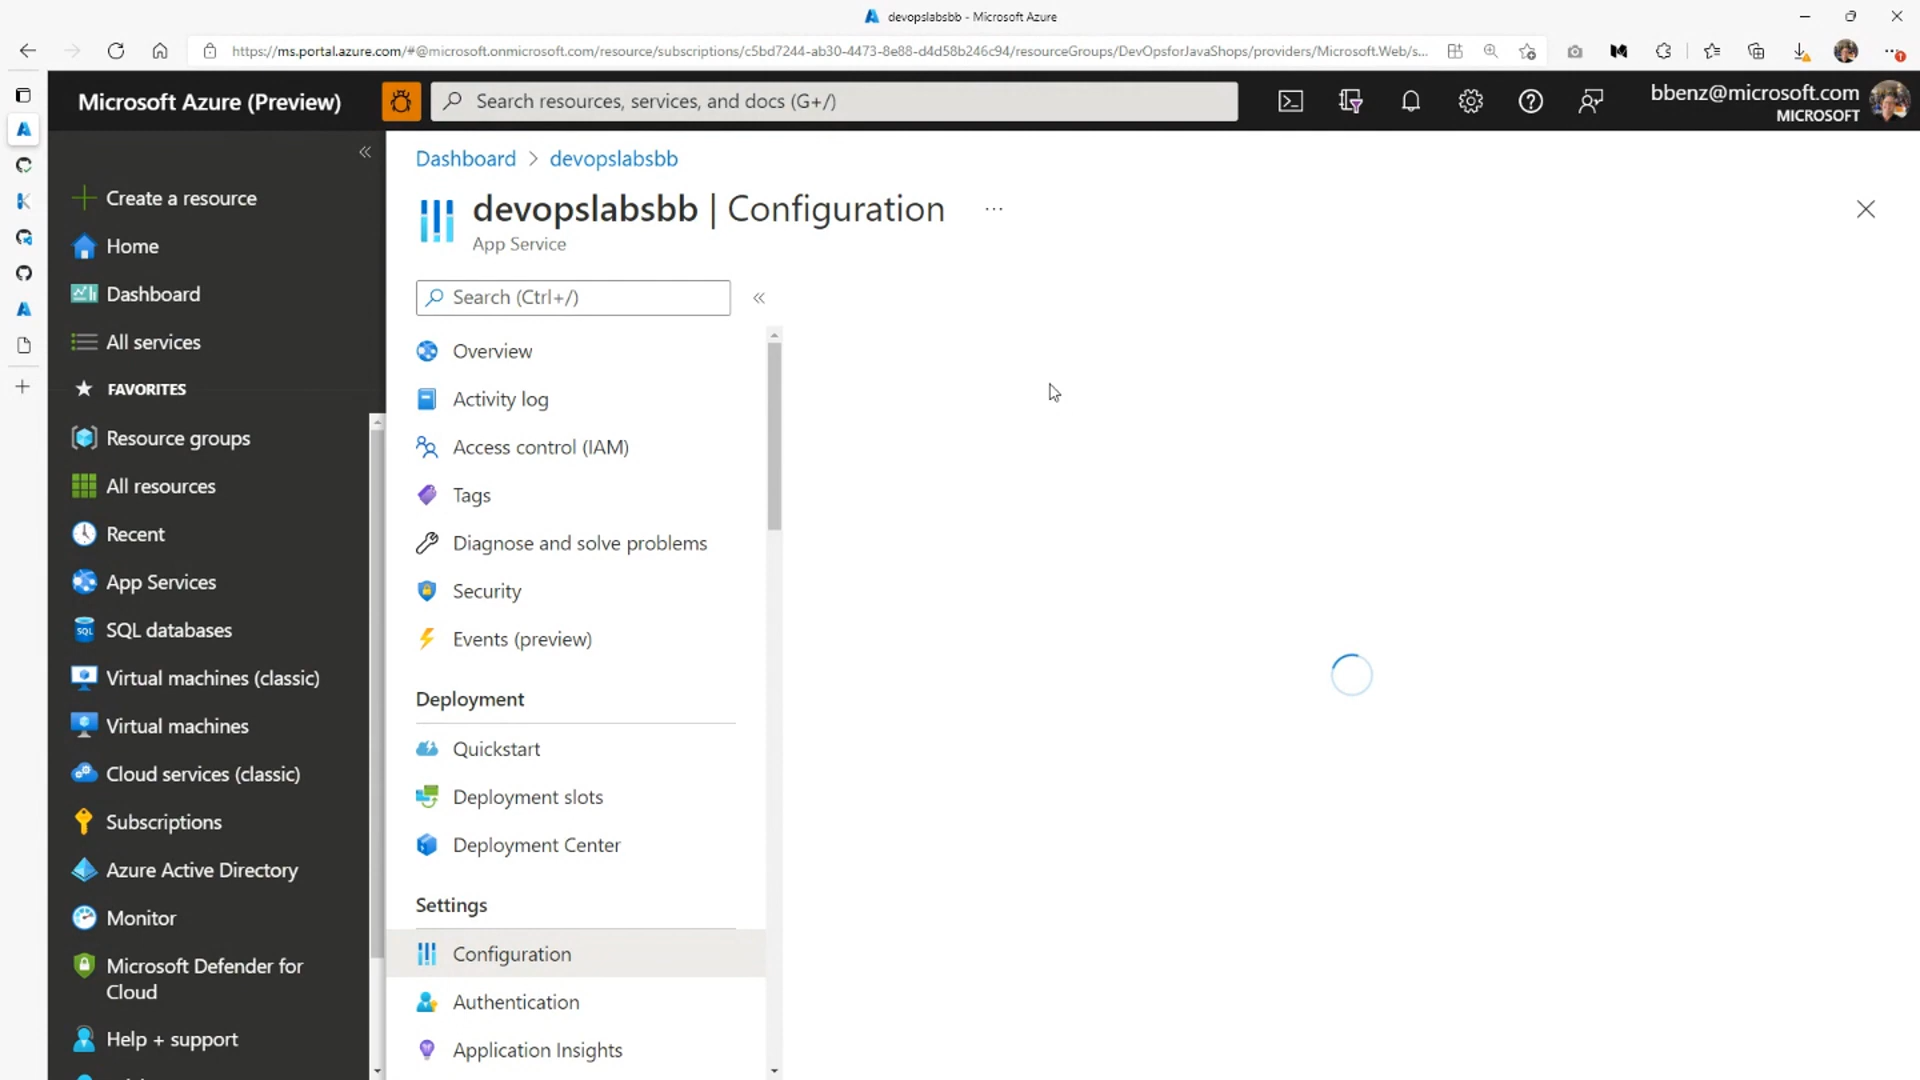 devopslabsbb - Microsoft Azure
https://ms.portal.azure.com/#@microsoft.onmicrosoft.com/resource/subscriptions/c5bd7244-ab30-4473-8e88-d4d58b246c94/resourceGroups/DevOpsforJavaShops/providers/Microsoft.Web/s...
Microsoft Azure (Preview)
Search resources, services, and docs (G+/)
bbenz@microsoft.com
MICROSOFT
Create a resource
Home
Dashboard
All services
FAVORITES
Resource groups
All resources
Recent
App Services
SQL databases
Virtual machines (classic)
Virtual machines
Cloud services (classic)
Subscriptions
Azure Active Directory
Monitor
Microsoft Defender for
Cloud
Help + support
Dashboard > devopslabsbb
devopslabsbb | Configuration ...
App Service
Search (Ctrl+/)
Overview
Activity log
Access control (IAM)
Tags
Diagnose and solve problems
Security
Events (preview)
Deployment
Quickstart
Deployment slots
Deployment Center
Settings
Configuration
Authentication
Application Insights